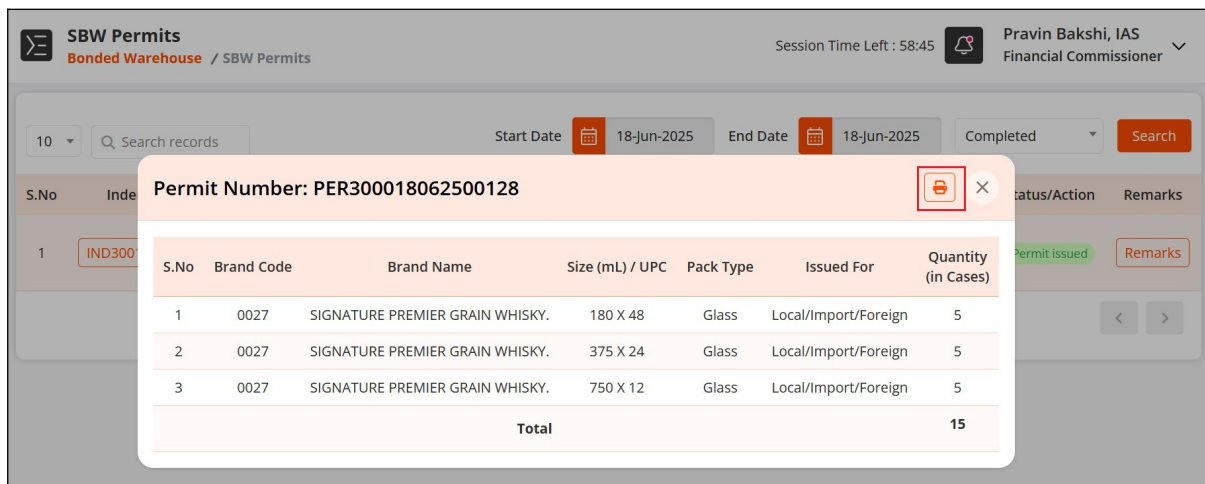 SBW Permits
Bonded Warehouse / SBW Permits
Session Time Left : 58:45
Pravin Bakshi, IAS
Financial Commissioner
10
Search records
Start Date
18-Jun-2025
End Date
18-Jun-2025
Completed
Search
S.No
Inde
tatus/Action
Remarks
1
IND300
Permit issued
Remarks
Permit Number: PER300018062500128
S.No Brand Code Brand Name Size (mL) / UPC Pack Type Issued For Quantity (in Cases)
1 0027 SIGNATURE PREMIER GRAIN WHISKY. 180 X 48 Glass Local/Import/Foreign 5
2 0027 SIGNATURE PREMIER GRAIN WHISKY. 375 X 24 Glass Local/Import/Foreign 5
3 0027 SIGNATURE PREMIER GRAIN WHISKY. 750 X 12 Glass Local/Import/Foreign 5
Total 15